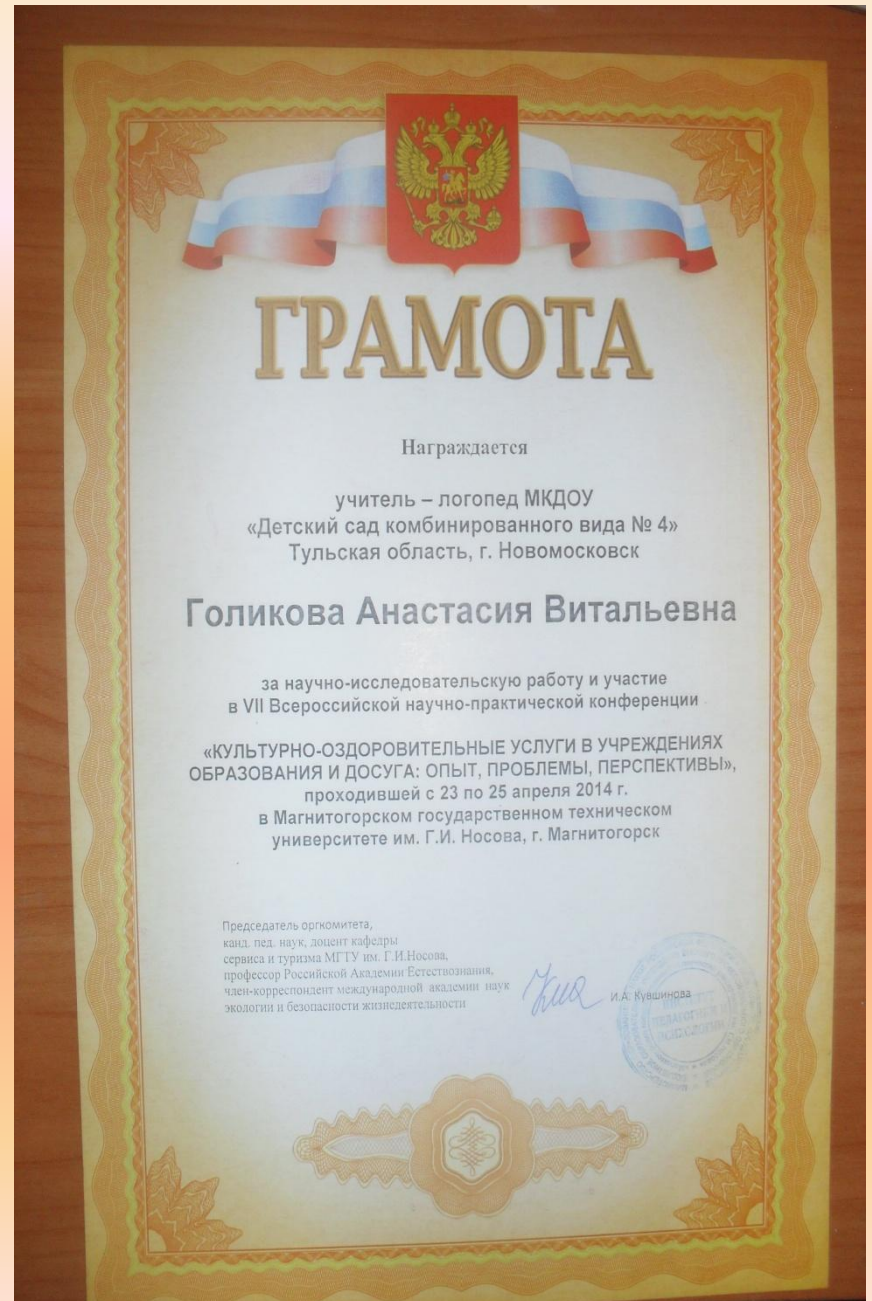 ГРАМОТА
Награждается
учитель – логопед МКДОУ
«Детский сад комбинированного вида № 4»
Тульская область, г. Новомосковск
Голикова Анастасия Витальевна
за научно-исследовательскую работу и участие
в VII Всероссийской научно-практической конференции
«КУЛЬТУРНО-ОЗДОРОВИТЕЛЬНЫЕ УСЛУГИ В УЧРЕЖДЕНИЯХ
ОБРАЗОВАНИЯ И ДОСУГА: ОПЫТ, ПРОБЛЕМЫ, ПЕРСПЕКТИВЫ»,
проходившей с 23 по 25 апреля 2014 г.
в Магнитогорском государственном техническом
университете им. Г.И. Носова, г. Магнитогорск
Председатель оргкомитета,
канд. пед. наук, доцент кафедры
сервиса и туризма МГТУ им. Г.И.Носова,
профессор Российской Академии Естествознания,
член-корреспондент международной академии наук
экологии и безопасности жизнедеятельности
И.А. Кувшинова
ПЕДАГОГИКИ И
ПСИХОЛОГИИ